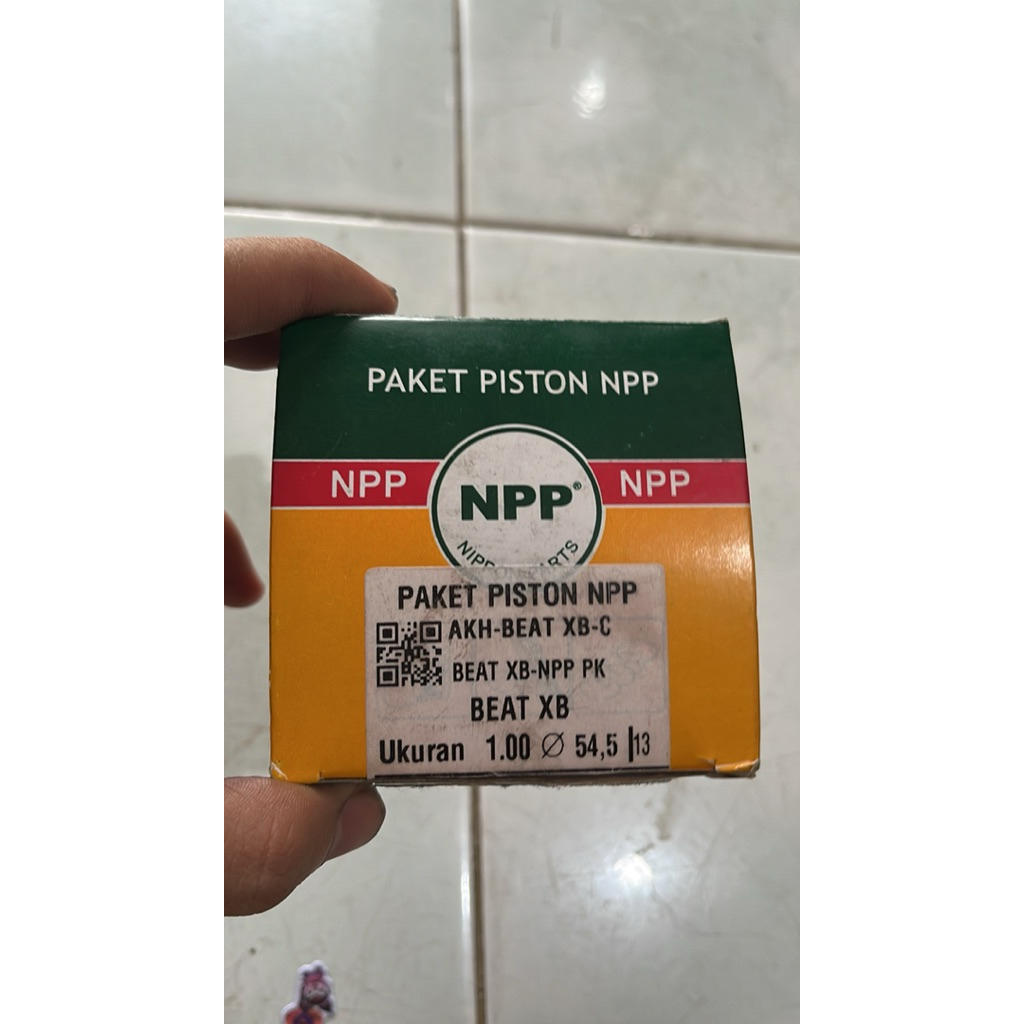 PAKET PISTON NPP
NPP NPP
NPP®
PAKET PISTON NPP
AKH-BEAT XB-C
BEAT XB-NPP PK
BEAT XB
Ukuran 1.00 ∅ 54,5 |13